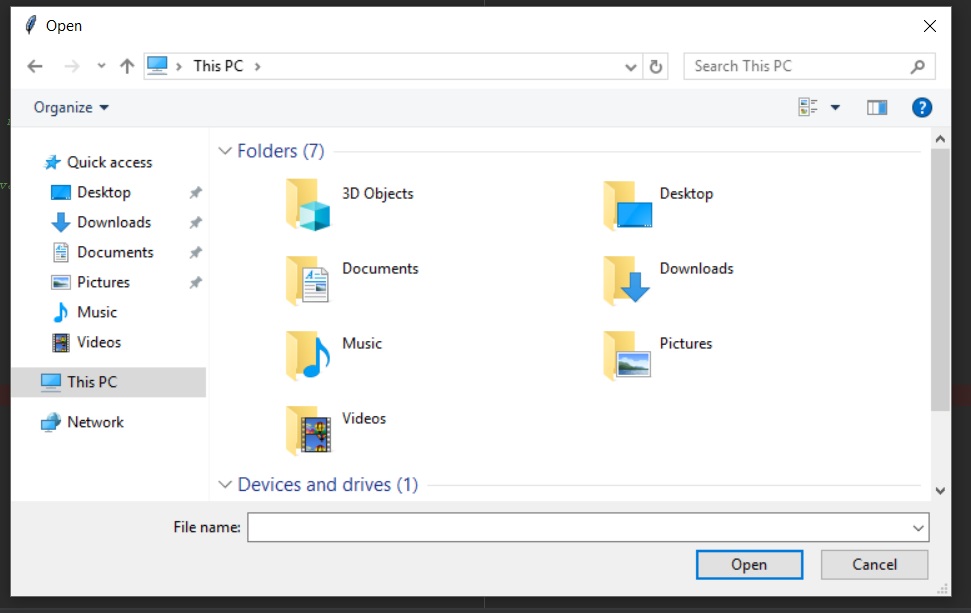 Open
This PC
Search This PC
Organize
Quick access
Desktop
Downloads
Documents
Pictures
Music
Videos
This PC
Network
Folders (7)
3D Objects
Desktop
Documents
Downloads
Music
Pictures
Videos
Devices and drives (1)
File name:
Open
Cancel